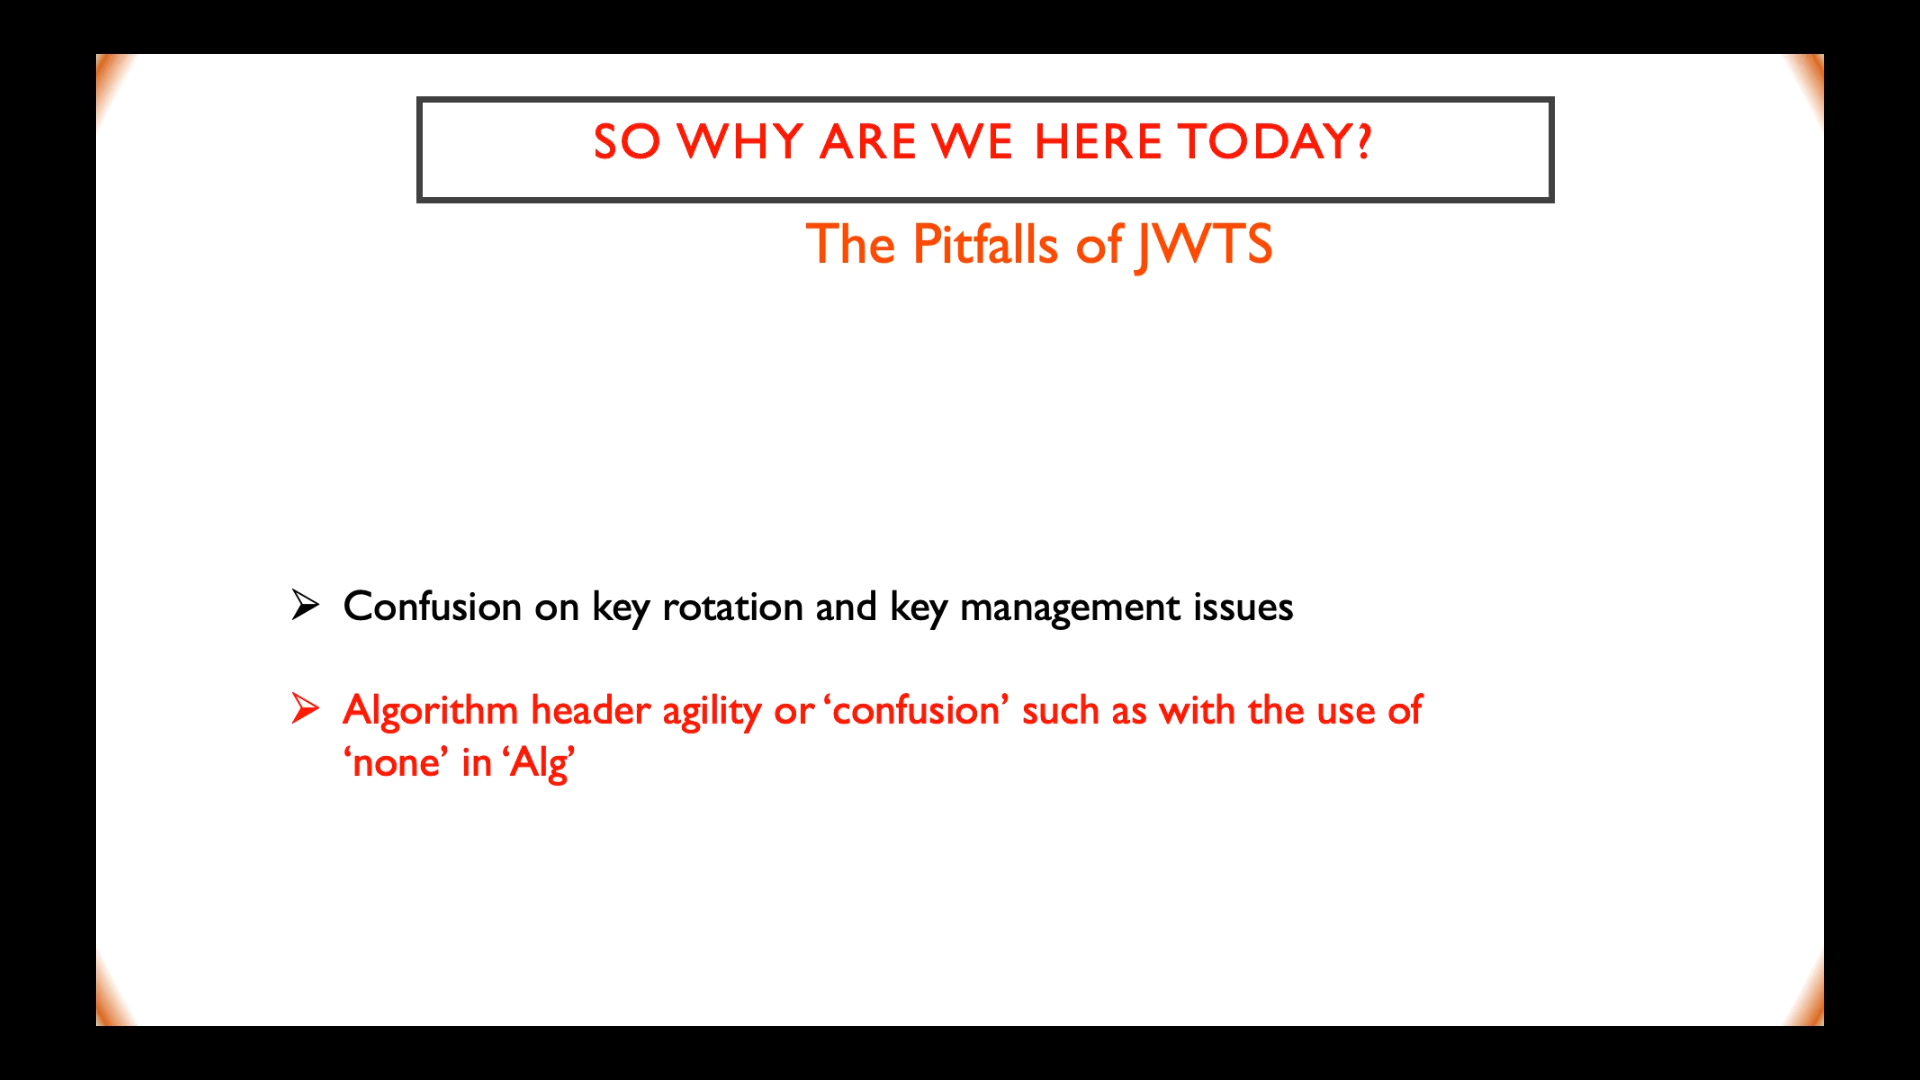 SO WHY ARE WE HERE TODAY?
The Pitfalls of JWTS
➢ Confusion on key rotation and key management issues
➢ Algorithm header agility or ‘confusion’ such as with the use of
‘none’ in ‘Alg’